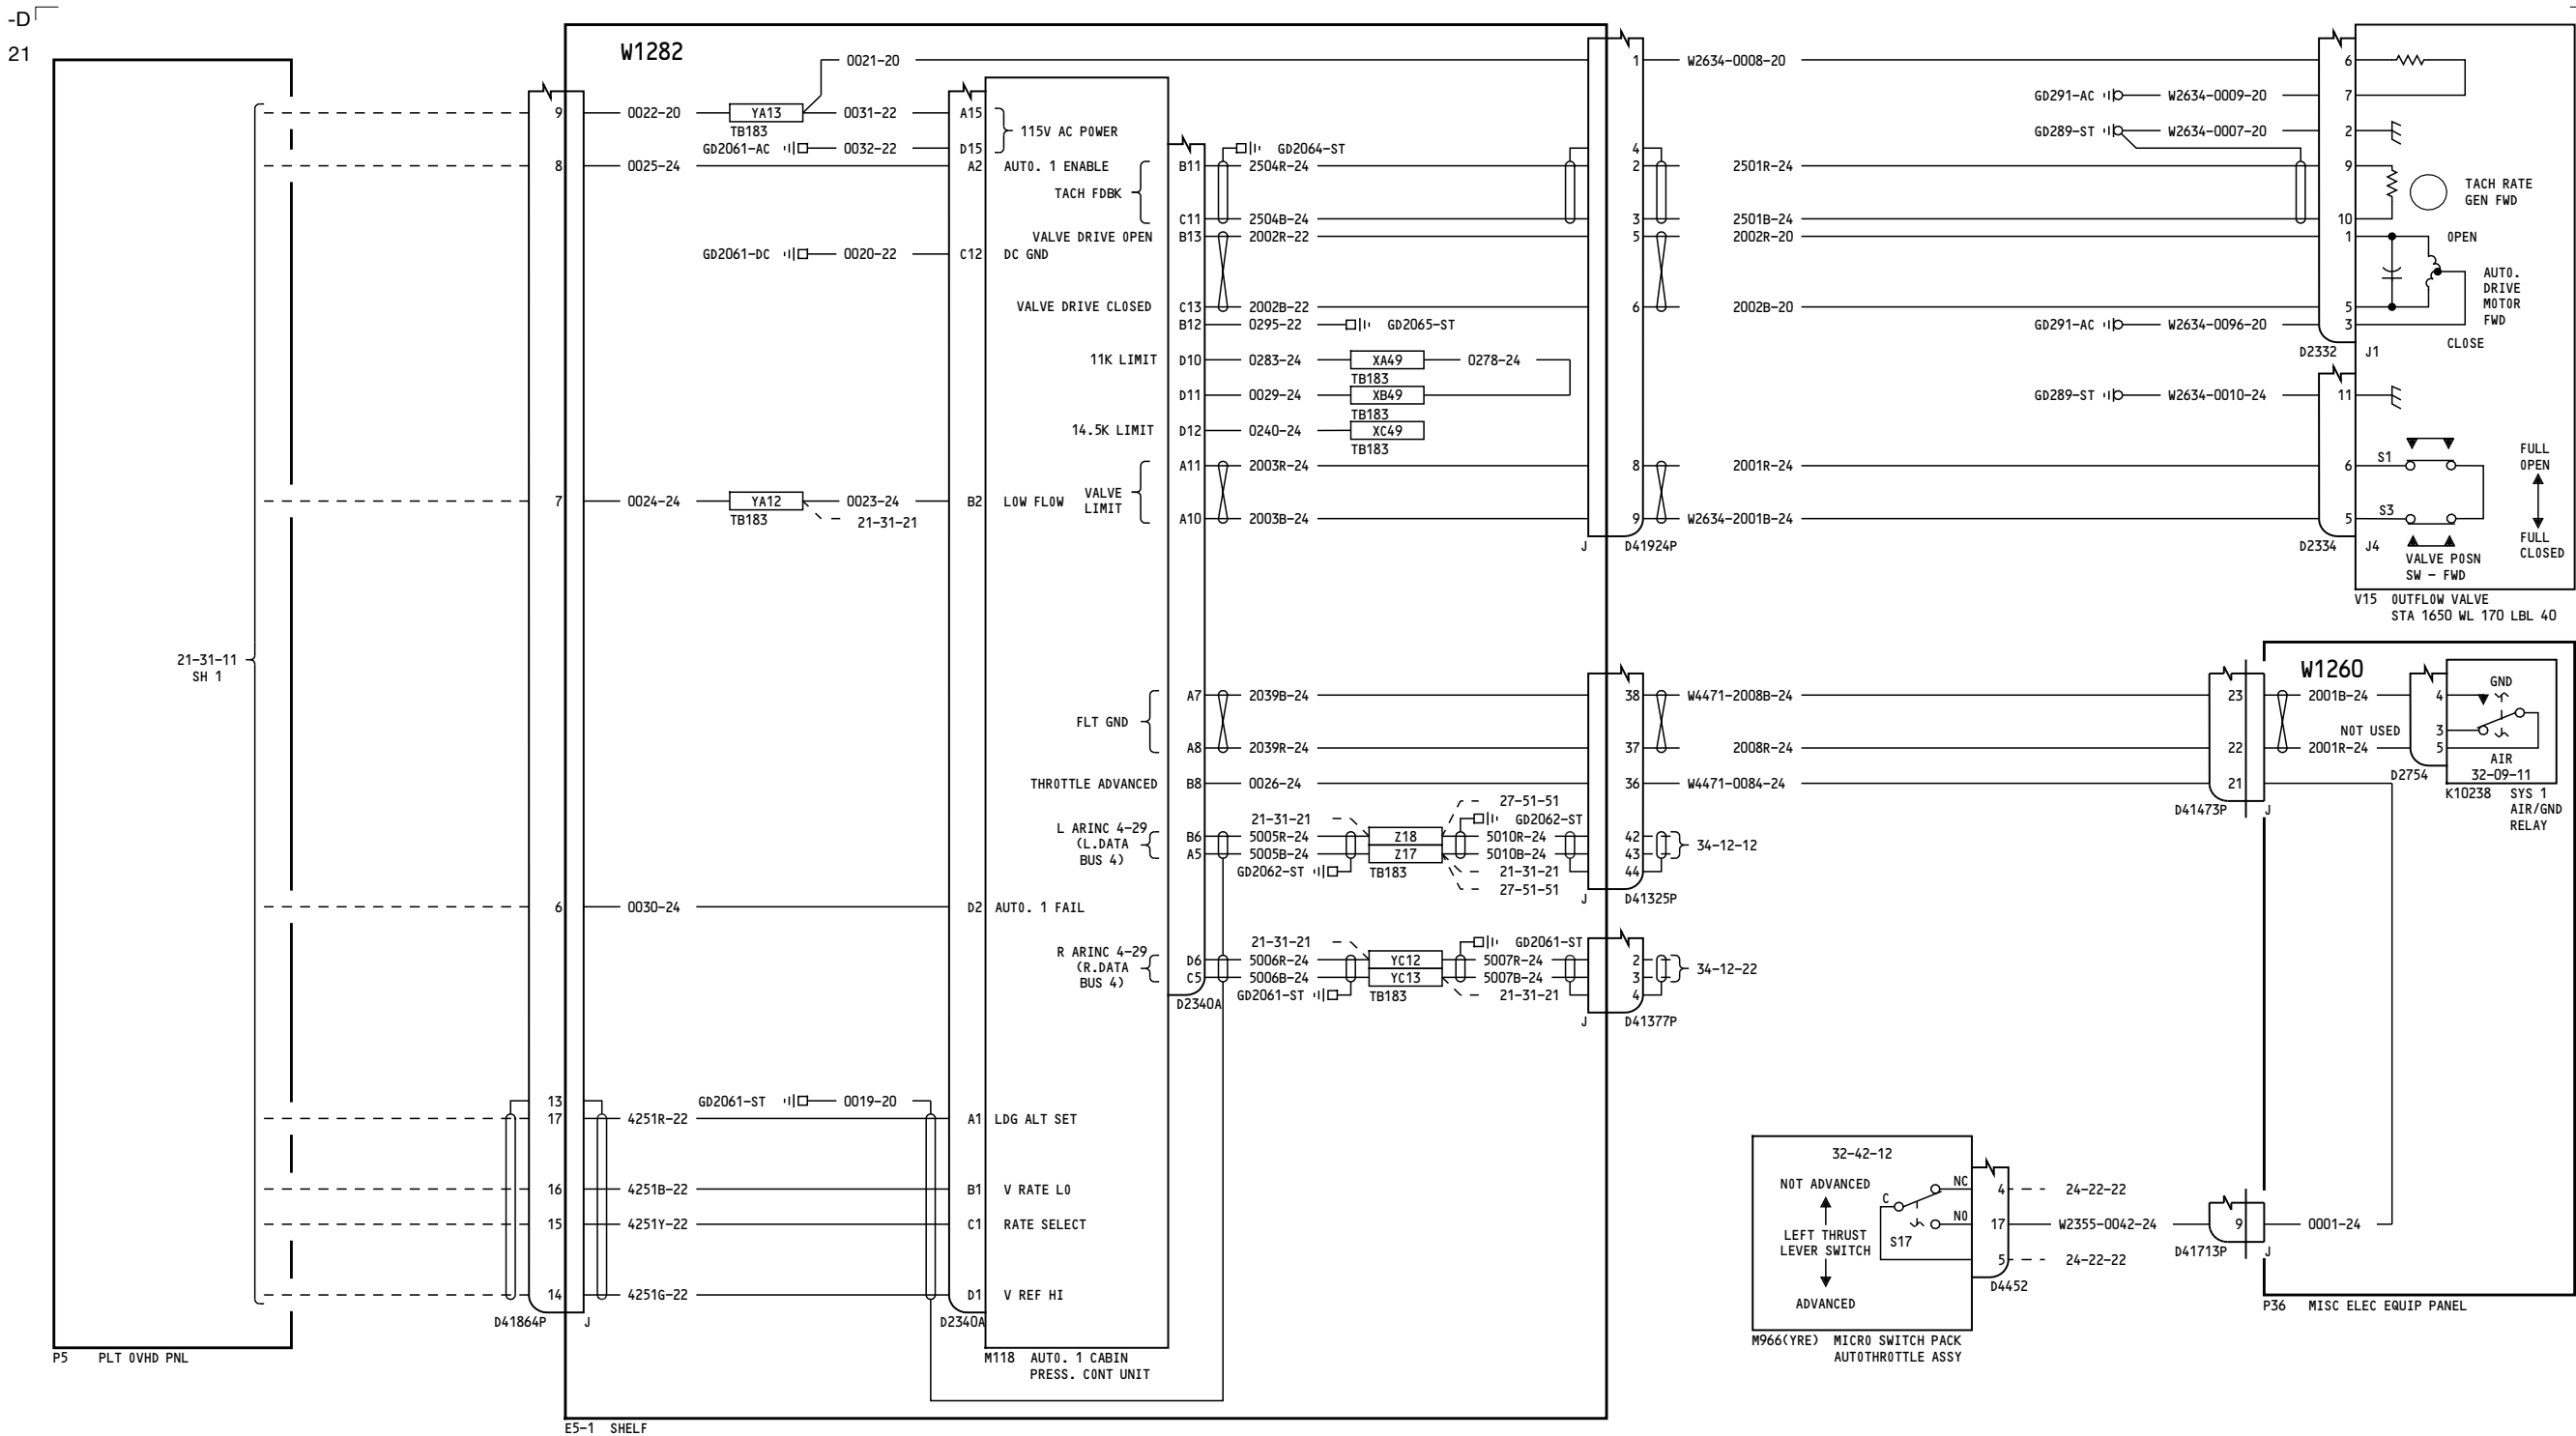 -D
21
W1282
0021-20
1
W2634-0008-20
6
9
0022-20
YA13
0031-22
A15
TB183
115V AC POWER
GD291-AC
W2634-0009-20
7
GD2061-AC
0032-22
D15
GD2064-ST
4
GD289-ST
W2634-0007-20
2
8
0025-24
A2
AUTO. 1 ENABLE
B11
2504R-24
2
2501R-24
9
TACH FDBK
TACH RATE
GEN FWD
C11
2504B-24
3
2501B-24
10
VALVE DRIVE OPEN
B13
2002R-22
5
2002R-20
1
OPEN
GD2061-DC
0020-22
C12
DC GND
AUTO.
DRIVE
MOTOR
FWD
VALVE DRIVE CLOSED
C13
2002B-22
6
2002B-20
5
B12
0295-22
GD2065-ST
GD291-AC
W2634-0096-20
3
CLOSE
D2332
J1
11K LIMIT
D10
0283-24
XA49
0278-24
TB183
D11
0029-24
XB49
TB183
GD289-ST
W2634-0010-24
11
14.5K LIMIT
D12
0240-24
XC49
TB183
VALVE
LIMIT
A11
2003R-24
8
2001R-24
6
S1
FULL
OPEN
7
0024-24
YA12
0023-24
B2
LOW FLOW
TB183
21-31-21
A10
2003B-24
9
W2634-2001B-24
5
S3
FULL
CLOSED
J
D41924P
D2334
J4
VALVE POSN
SW - FWD
V15 OUTFLOW VALVE
STA 1650 WL 170 LBL 40
21-31-11
SH 1
W1260
FLT GND
A7
2039B-24
38
W4471-2008B-24
23
2001B-24
4
GND
NOT USED
3
A8
2039R-24
37
2008R-24
22
2001R-24
5
AIR
32-09-11
D2754
THROTTLE ADVANCED
B8
0026-24
36
W4471-0084-24
21
K10238 SYS 1
AIR/GND
RELAY
D41473P
J
27-51-51
21-31-21
GD2062-ST
L ARINC 4-29
(L.DATA
BUS 4)
B6
5005R-24
Z18
5010R-24
42
A5
5005B-24
Z17
5010B-24
43
34-12-12
GD2062-ST
TB183
21-31-21
44
27-51-51
J
D41325P
6
0030-24
D2
AUTO. 1 FAIL
21-31-21
GD2061-ST
R ARINC 4-29
(R.DATA
BUS 4)
D6
5006R-24
YC12
5007R-24
2
C5
5006B-24
YC13
5007B-24
3
34-12-22
GD2061-ST
TB183
21-31-21
4
D2340A
J
D41377P
13
GD2061-ST
0019-20
17
4251R-22
A1
LDG ALT SET
16
4251B-22
B1
V RATE LO
15
4251Y-22
C1
RATE SELECT
14
4251G-22
D1
V REF HI
D41864P
J
D2340A
32-42-12
NOT ADVANCED
LEFT THRUST
LEVER SWITCH
ADVANCED
C
S17
NC
NO
4
24-22-22
17
W2355-0042-24
9
0001-24
5
24-22-22
D4452
D41713P
J
P36 MISC ELEC EQUIP PANEL
M966(YRE) MICRO SWITCH PACK
AUTOTHROTTLE ASSY
P5 PLT OVHD PNL
M118 AUTO. 1 CABIN
PRESS. CONT UNIT
E5-1 SHELF